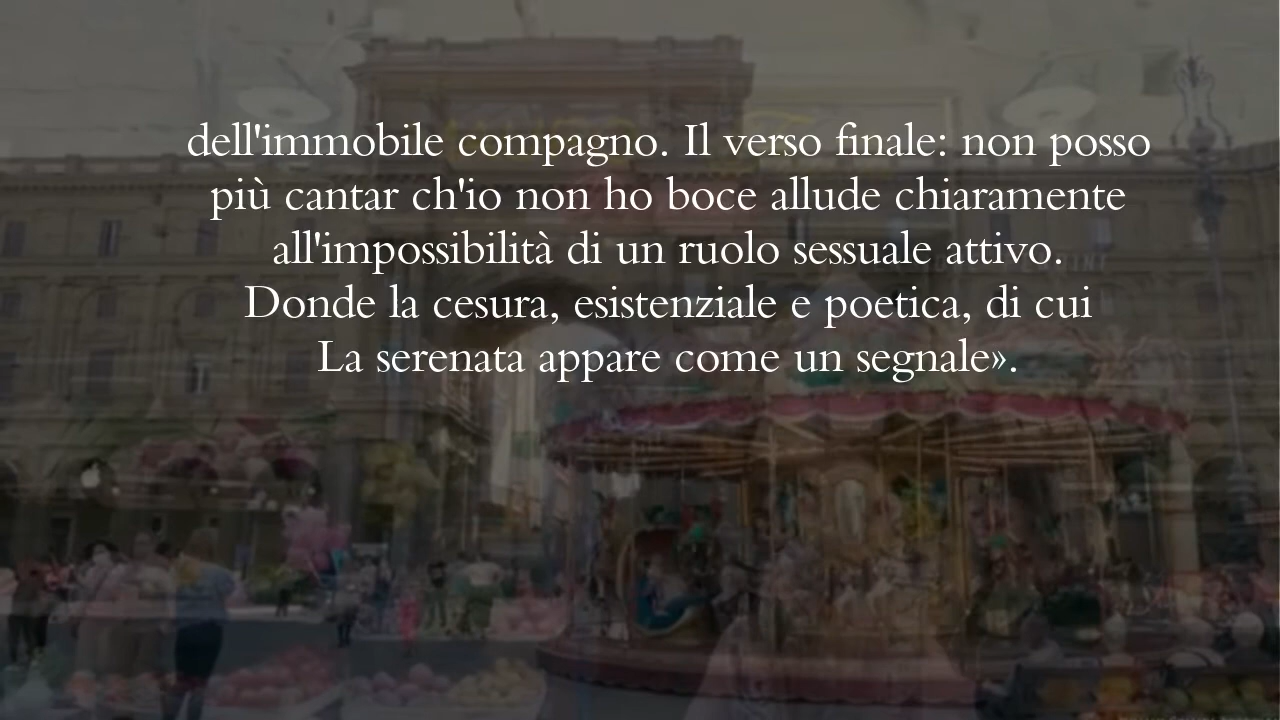 dell'immobile compagno. Il verso finale: non posso
più cantar ch'io non ho boce allude chiaramente
all'impossibilità di un ruolo sessuale attivo.
Donde la cesura, esistenziale e poetica, di cui
La serenata appare come un segnale».